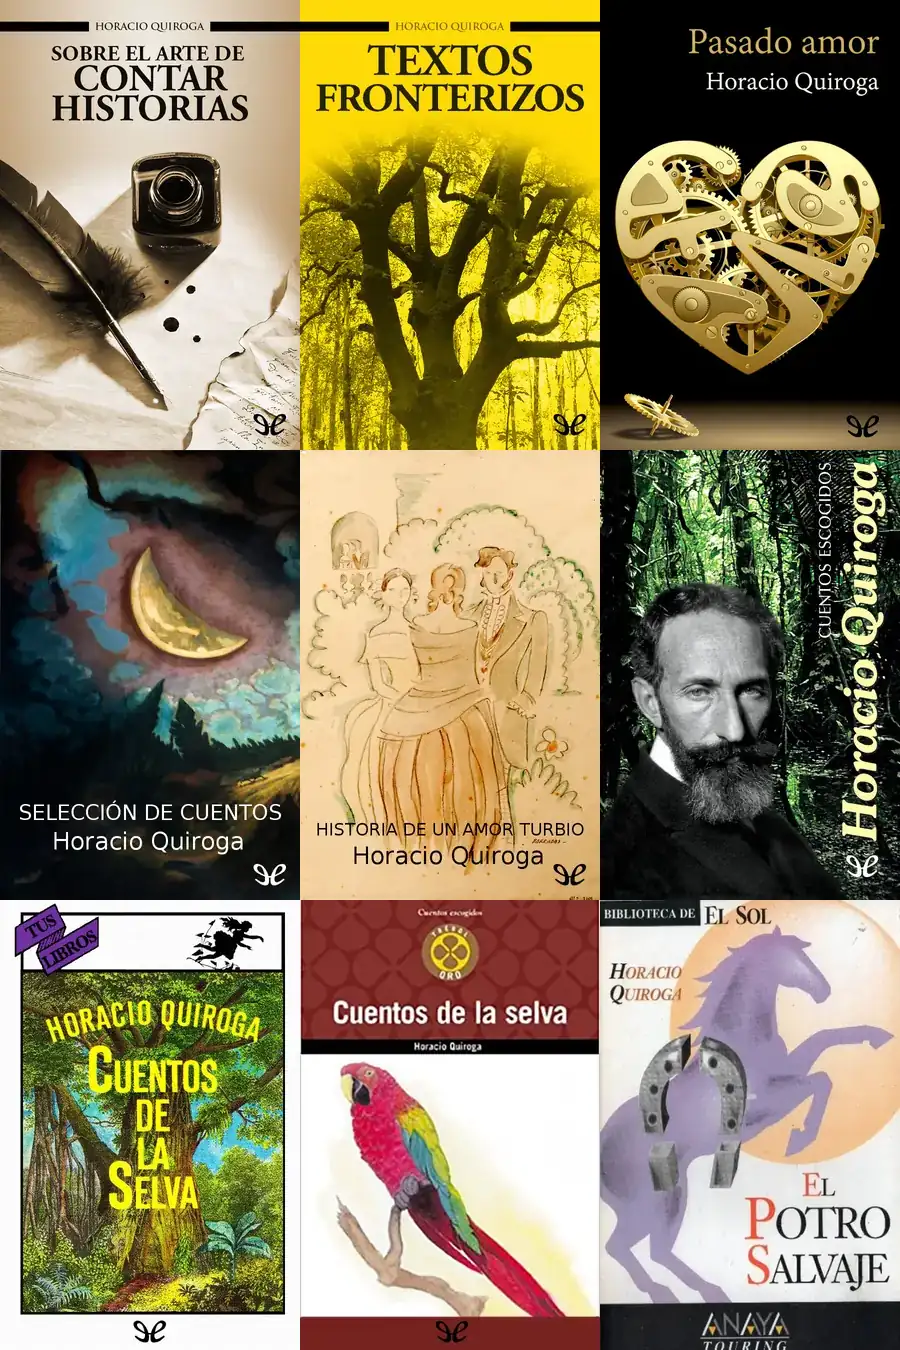 HORACIO QUIROGA
SOBRE EL ARTE DE
CONTAR
HISTORIAS
HORACIO QUIROGA
TEXTOS
FRONTERIZOS
Pasado amor
Horacio Quiroga
SELECCIÓN DE CUENTOS
Horacio Quiroga
HISTORIA DE UN AMOR TURBIO
Horacio Quiroga
CUENTOS ESCOGIDOS
Horacio Quiroga
TUS
LIBROS
HORACIO QUIROGA
CUENTOS
DE
LA
SELVA
Cuentos escogidos
TREBOL
ORO
Cuentos de la selva
Horacio Quiroga
BIBLIOTECA DE EL SOL
HORACIO
QUIROGA
EL
POTRO
SALVAJE
ANAYA
TOURING